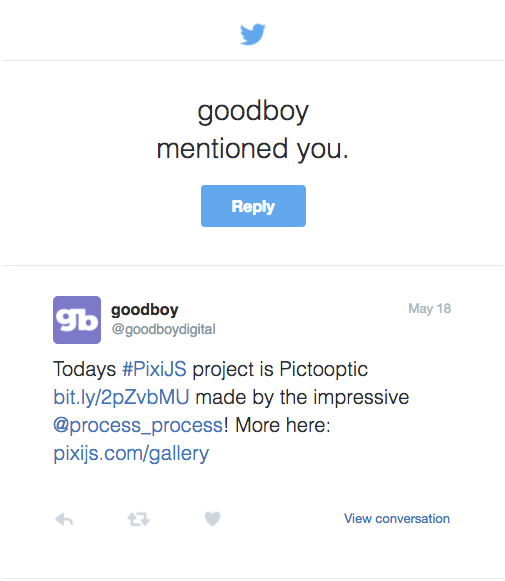 goodboy
mentioned you.
Reply
goodboy
May 18
@goodboydigital
Todays #PixiJS project is Pictooptic
bit.ly/2pZvbMU made by the impressive
@process_process! More here:
pixijs.com/gallery
View conversation